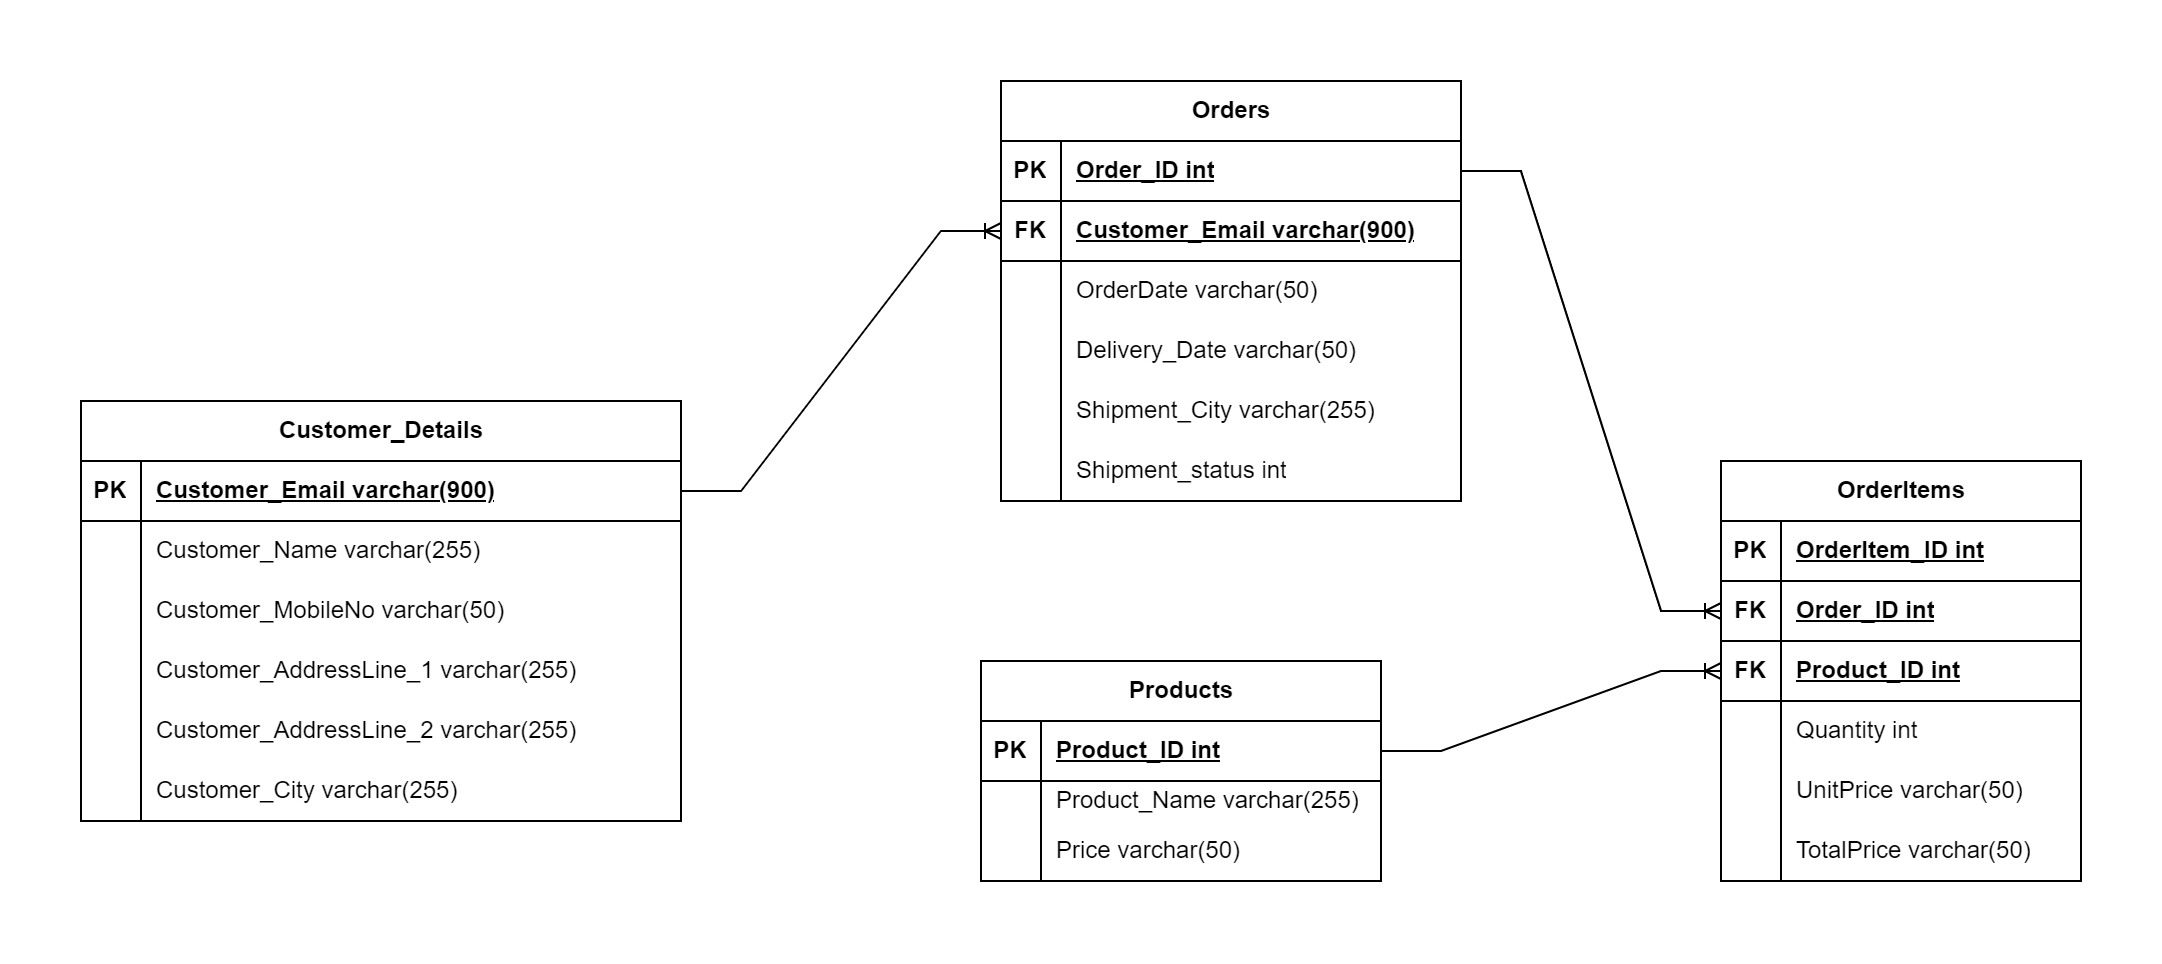 Orders
PK Order_ID int
FK Customer_Email varchar(900)
OrderDate varchar(50)
Delivery_Date varchar(50)
Shipment_City varchar(255)
Shipment_status int
Customer_Details
PK Customer_Email varchar(900)
Customer_Name varchar(255)
Customer_MobileNo varchar(50)
Customer_AddressLine_1 varchar(255)
Customer_AddressLine_2 varchar(255)
Customer_City varchar(255)
Products
PK Product_ID int
Product_Name varchar(255)
Price varchar(50)
OrderItems
PK OrderItem_ID int
FK Order_ID int
FK Product_ID int
Quantity int
UnitPrice varchar(50)
TotalPrice varchar(50)